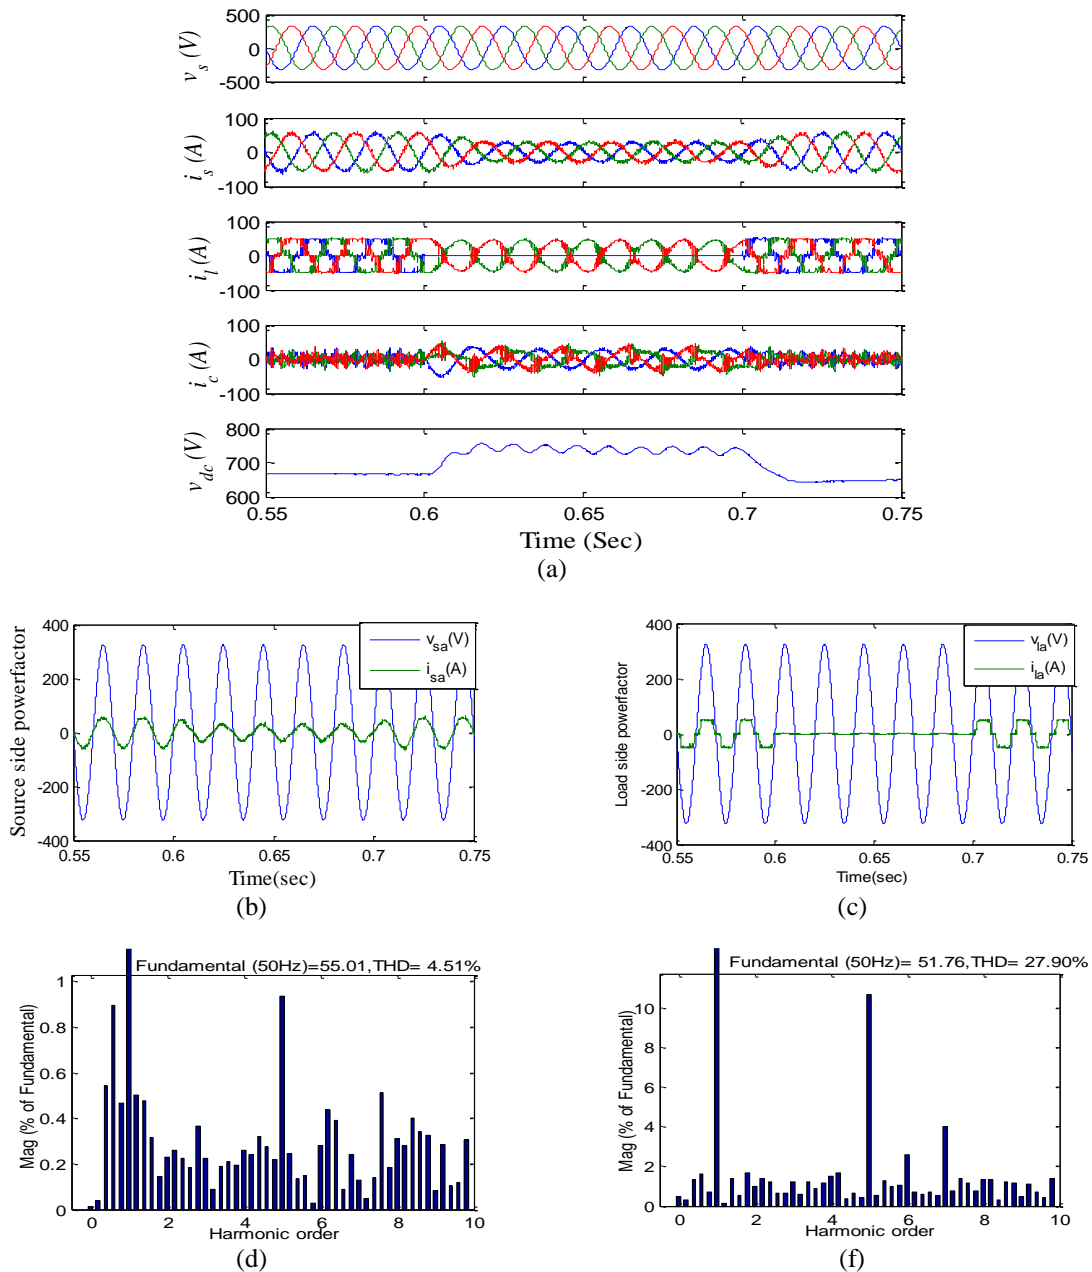 500
0
-500
v_s (V)
100
0
-100
i_s (A)
100
0
-100
i_l (A)
100
0
-100
i_c (A)
800
700
600
v_dc (V)
0.55 0.6 0.65 0.7 0.75
Time (Sec)
(a)
400
200
0
-200
-400
Source side powerfactor
v_sa(V)
i_sa(A)
0.55 0.6 0.65 0.7 0.75
Time(sec)
(b)
400
200
0
-200
-400
Load side powerfactor
v_la(V)
i_la(A)
0.55 0.6 0.65 0.7 0.75
Time(sec)
(c)
Fundamental (50Hz)=55.01,THD= 4.51%
1
0.8
0.6
0.4
0.2
0
Mag (% of Fundamental)
0 2 4 6 8 10
Harmonic order
(d)
Fundamental (50Hz)= 51.76,THD= 27.90%
10
8
6
4
2
0
Mag (% of Fundamental)
0 2 4 6 8 10
Harmonic order
(f)